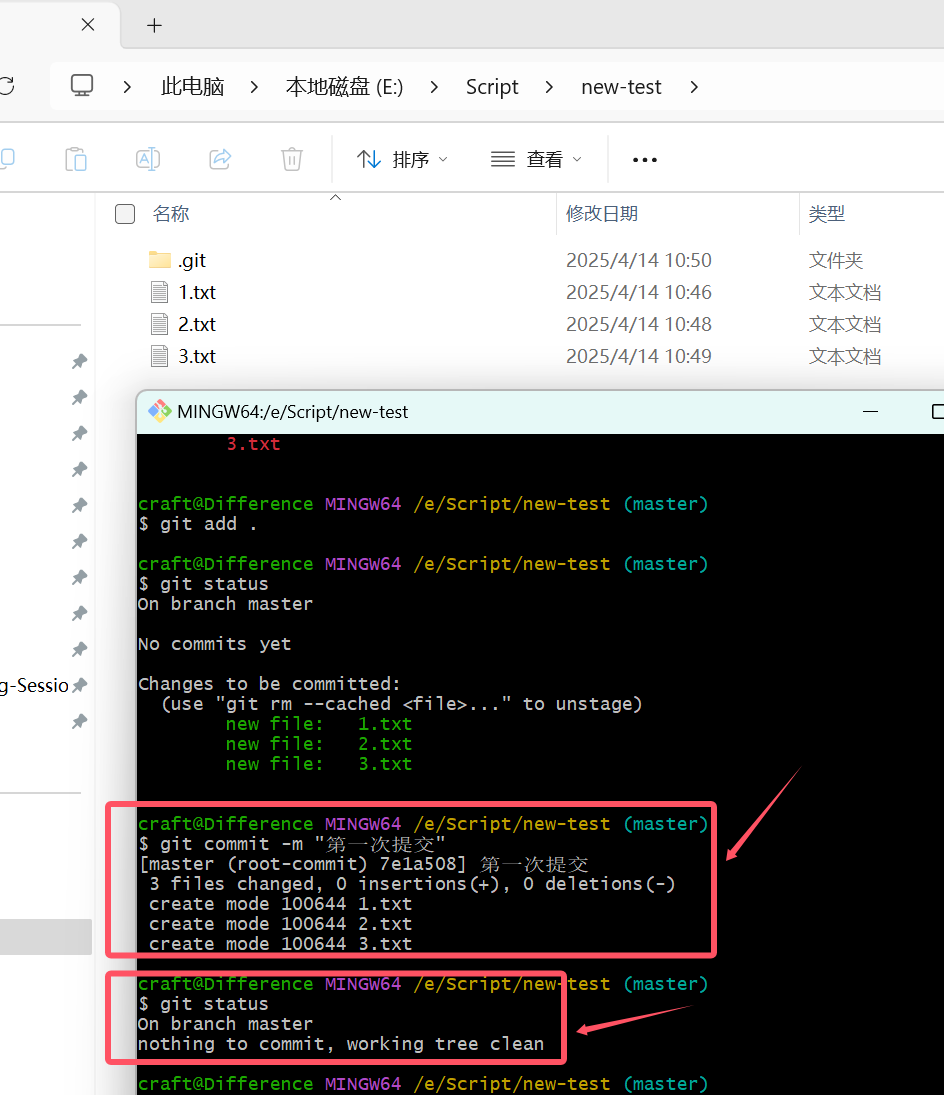 此电脑 本地磁盘 (E:) Script new-test
排序 查看
名称 修改日期 类型
.git 2025/4/14 10:50 文件夹
1.txt 2025/4/14 10:46 文本文档
2.txt 2025/4/14 10:48 文本文档
3.txt 2025/4/14 10:49 文本文档
g-Sessio
MINGW64:/e/Script/new-test
3.txt
craft@Difference MINGW64 /e/Script/new-test (master)
$ git add .
craft@Difference MINGW64 /e/Script/new-test (master)
$ git status
On branch master
No commits yet
Changes to be committed:
(use "git rm --cached <file>..." to unstage)
new file: 1.txt
new file: 2.txt
new file: 3.txt
craft@Difference MINGW64 /e/Script/new-test (master)
$ git commit -m "第一次提交"
[master (root-commit) 7e1a508] 第一次提交
3 files changed, 0 insertions(+), 0 deletions(-)
create mode 100644 1.txt
create mode 100644 2.txt
create mode 100644 3.txt
craft@Difference MINGW64 /e/Script/new-test (master)
$ git status
On branch master
nothing to commit, working tree clean
craft@Difference MINGW64 /e/Script/new-test (master)